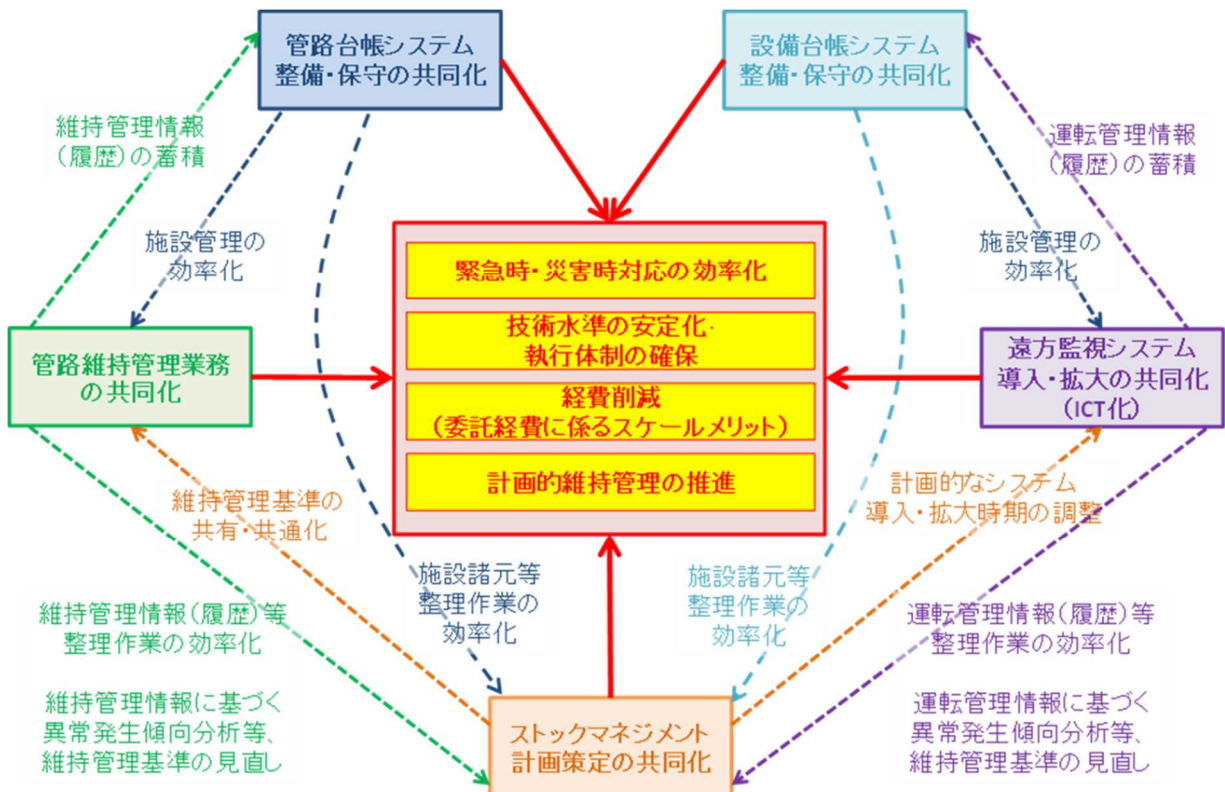 管路台帳システム
整備・保守の共同化
設備台帳システム
整備・保守の共同化
維持管理情報
(履歴)の蓄積
運転管理情報
(履歴)の蓄積
施設管理の
効率化
施設管理の
効率化
緊急時・災害時対応の効率化
技術水準の安定化・
執行体制の確保
経費削減
(委託経費に係るスケールメリット)
計画的維持管理の推進
管路維持管理業務
の共同化
遠方監視システム
導入・拡大の共同化
(ICT化)
維持管理基準の
共有・共通化
計画的なシステム
導入・拡大時期の調整
施設諸元等
整理作業の
効率化
施設諸元等
整理作業の
効率化
維持管理情報(履歴)等
整理作業の効率化
運転管理情報(履歴)等
整理作業の効率化
維持管理情報に基づく
異常発生傾向分析等、
維持管理基準の見直し
ストックマネジメント
計画策定の共同化
運転管理情報に基づく
異常発生傾向分析等、
維持管理基準の見直し